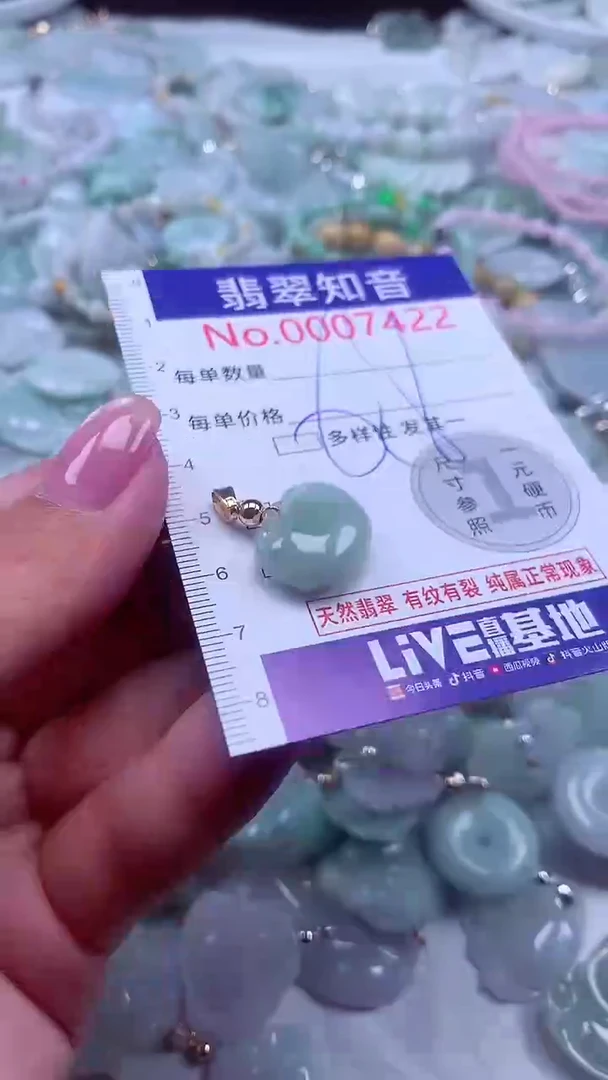 翡翠知音
No.0007422
每单数量
每单价格
多样性 发其一
一元硬币
1
尺寸参照
天然翡翠 有纹有裂 纯属正常现象
LiVE直播基地
今日头条 抖音 西瓜视频 抖音火山版
1
2
3
4
5
6
7
8